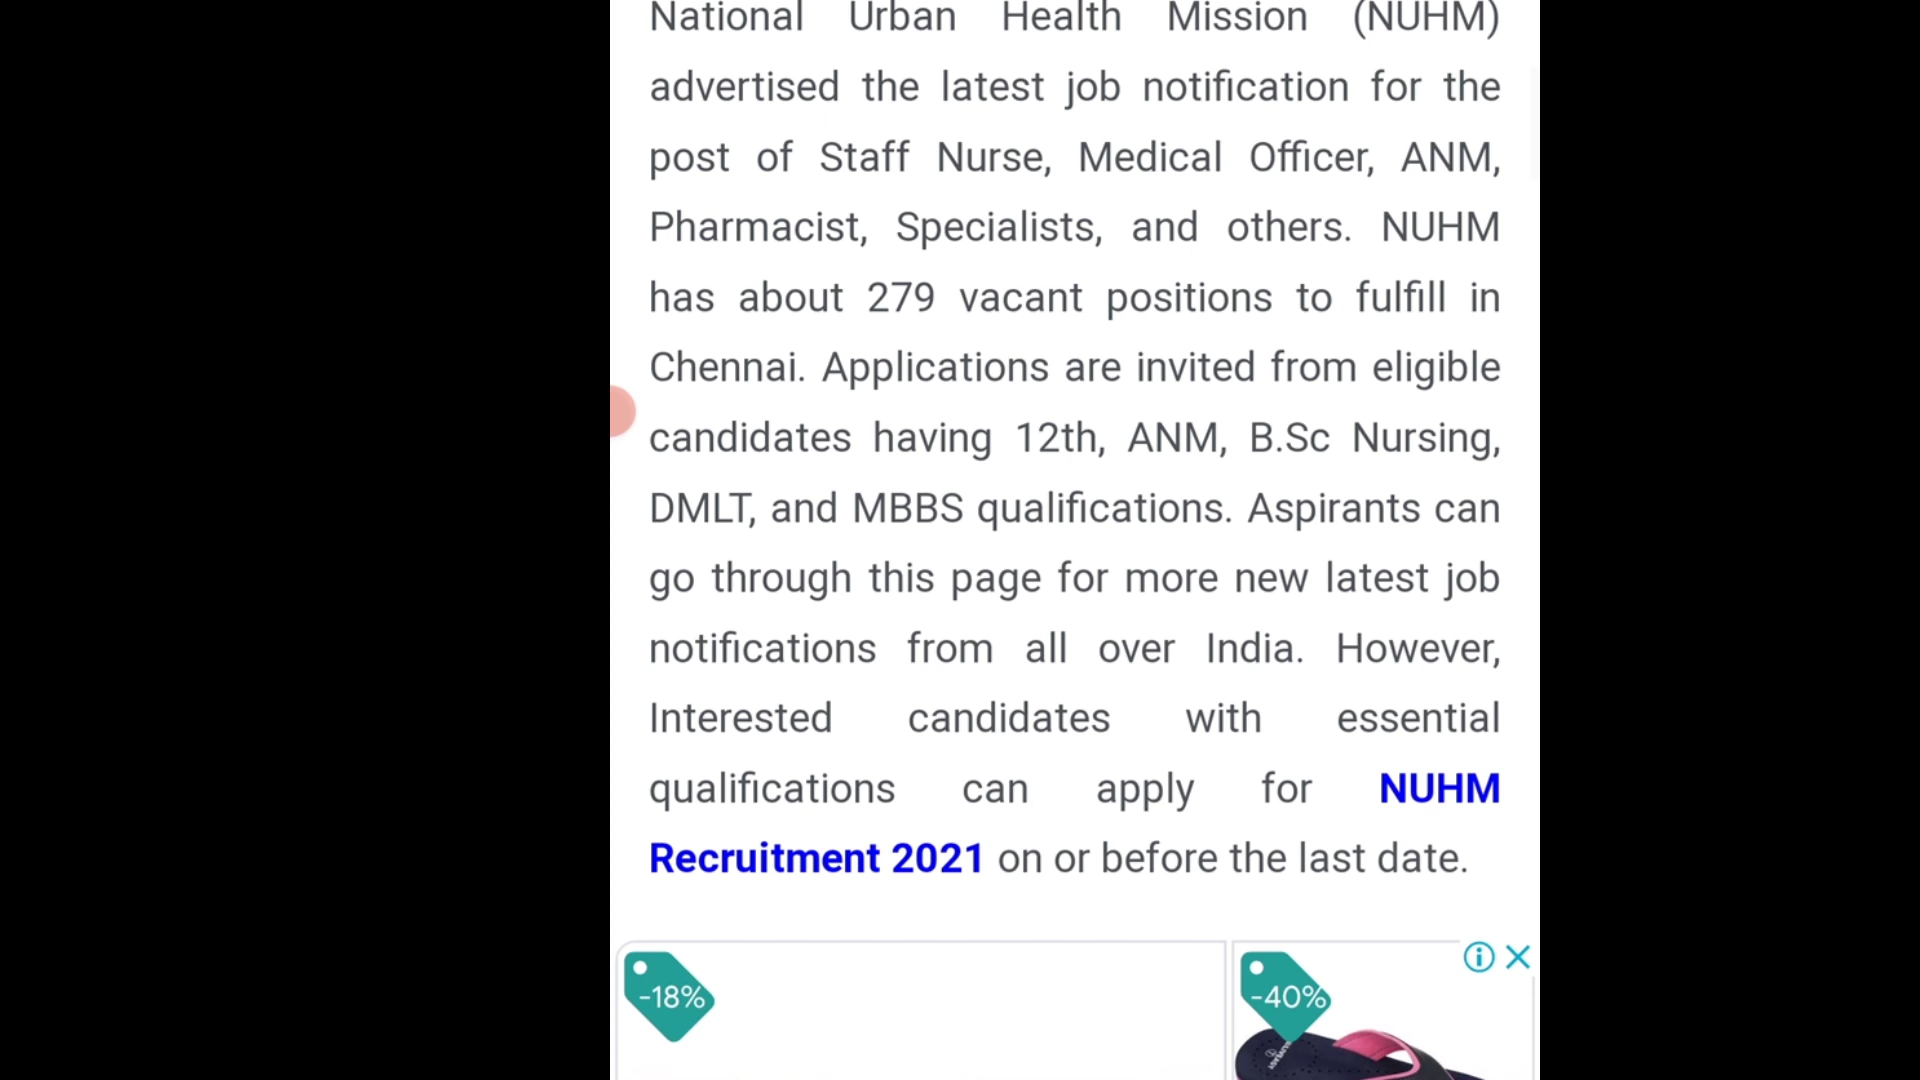 National Urban Health Mission (NUHM)
advertised the latest job notification for the
post of Staff Nurse, Medical Officer, ANM,
Pharmacist, Specialists, and others. NUHM
has about 279 vacant positions to fulfill in
Chennai. Applications are invited from eligible
candidates having 12th, ANM, B.Sc Nursing,
DMLT, and MBBS qualifications. Aspirants can
go through this page for more new latest job
notifications from all over India. However,
Interested candidates with essential
qualifications can apply for NUHM
Recruitment 2021 on or before the last date.
-18%
-40%